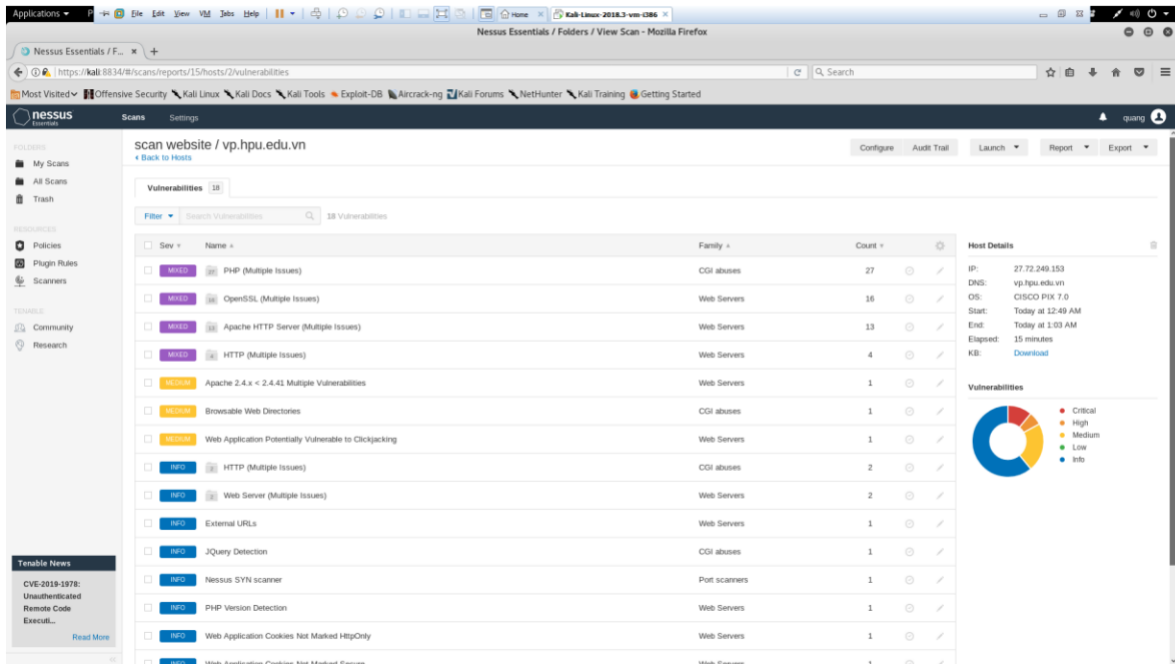 Applications
File Edit View VM Tabs Help
Home
Kali-Linux-2018.3-vm-i386
Nessus Essentials / Folders / View Scan - Mozilla Firefox
Nessus Essentials / F...
https://kali:8834/#/scans/reports/15/hosts/2/vulnerabilities
Search
Most Visited Offensive Security Kali Linux Kali Docs Kali Tools Exploit-DB Aircrack-ng Kali Forums NetHunter Kali Training Getting Started
nessus Essentials Scans Settings quang
FOLDERS
My Scans
All Scans
Trash
RESOURCES
Policies
Plugin Rules
Scanners
TENABLE
Community
Research
Tenable News
CVE-2019-1978:
Unauthenticated
Remote Code
Executi...
Read More
scan website / vp.hpu.edu.vn
Back to Hosts
Configure Audit Trail Launch Report Export
Vulnerabilities 18
Filter Search Vulnerabilities 18 Vulnerabilities
Sev Name Family Count
MIXED 27 PHP (Multiple Issues) CGI abuses 27
MIXED 16 OpenSSL (Multiple Issues) Web Servers 16
MIXED 13 Apache HTTP Server (Multiple Issues) Web Servers 13
MIXED 4 HTTP (Multiple Issues) Web Servers 4
MEDIUM Apache 2.4.x < 2.4.41 Multiple Vulnerabilities Web Servers 1
MEDIUM Browsable Web Directories CGI abuses 1
MEDIUM Web Application Potentially Vulnerable to Clickjacking Web Servers 1
INFO 2 HTTP (Multiple Issues) CGI abuses 2
INFO 2 Web Server (Multiple Issues) Web Servers 2
INFO External URLs Web Servers 1
INFO JQuery Detection CGI abuses 1
INFO Nessus SYN scanner Port scanners 1
INFO PHP Version Detection Web Servers 1
INFO Web Application Cookies Not Marked HttpOnly Web Servers 1
INFO Web Application Cookies Not Marked Secure Web Servers 1
Host Details
IP: 27.72.249.153
DNS: vp.hpu.edu.vn
OS: CISCO PIX 7.0
Start: Today at 12:49 AM
End: Today at 1:03 AM
Elapsed: 15 minutes
KB: Download
Vulnerabilities
Critical
High
Medium
Low
Info